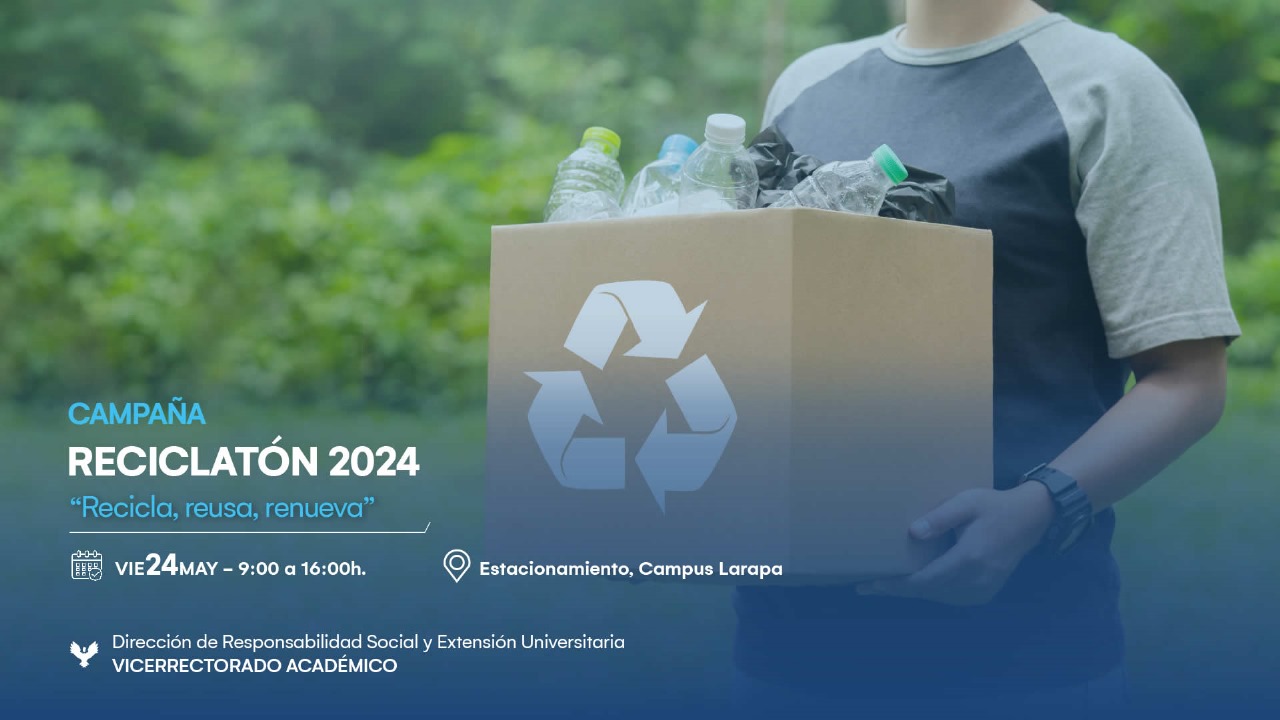 CAMPAÑA
RECICLATÓN 2024
“Recicla, reusa, renueva”
VIE24MAY – 9:00 a 16:00h.
Estacionamiento, Campus Larapa
Dirección de Responsabilidad Social y Extensión Universitaria
VICERRECTORADO ACADÉMICO